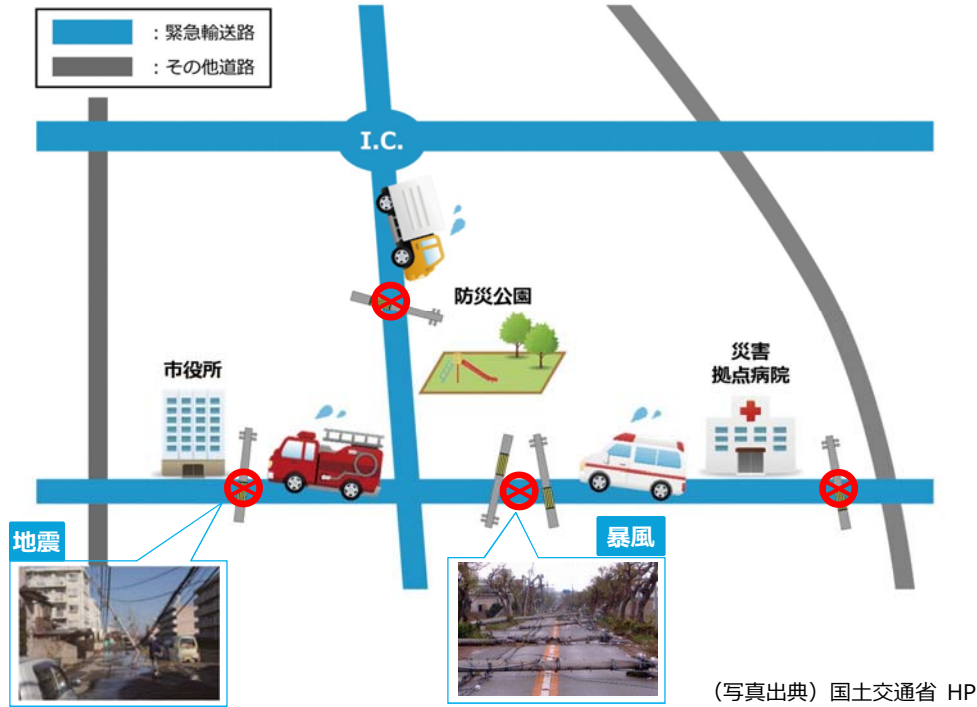 ：緊急輸送路
：その他道路
I.C.
防災公園
市役所
災害
拠点病院
地震
暴風
（写真出典）国土交通省 HP